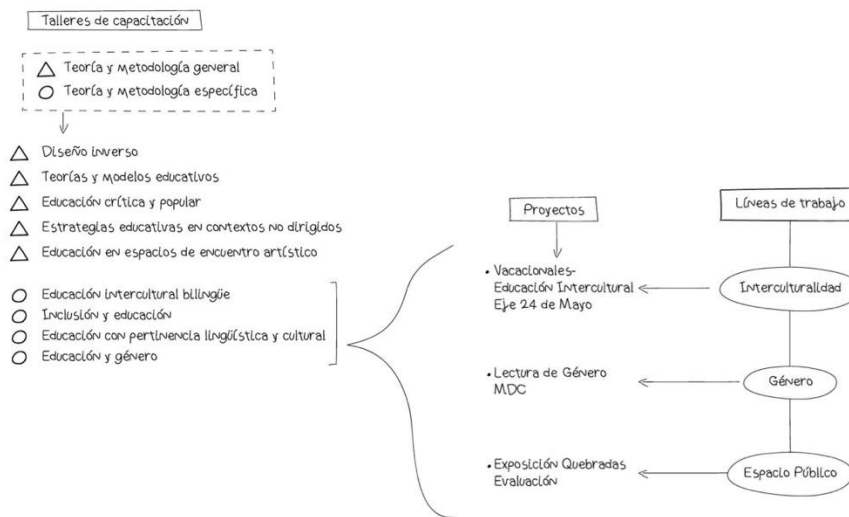 Talleres de capacitación
Teoría y metodología general
Teoría y metodología específica
Diseño inverso
Teorías y modelos educativos
Educación crítica y popular
Estrategias educativas en contextos no dirigidos
Educación en espacios de encuentro artístico
Educación intercultural bilingüe
Inclusión y educación
Educación con pertinencia lingüística y cultural
Educación y género
Proyectos
• Vacacionales-
Educación Intercultural
Eje 24 de Mayo
• Lectura de Género
MDC
• Exposición Quebradas
Evaluación
Líneas de trabajo
Interculturalidad
Género
Espacio Público